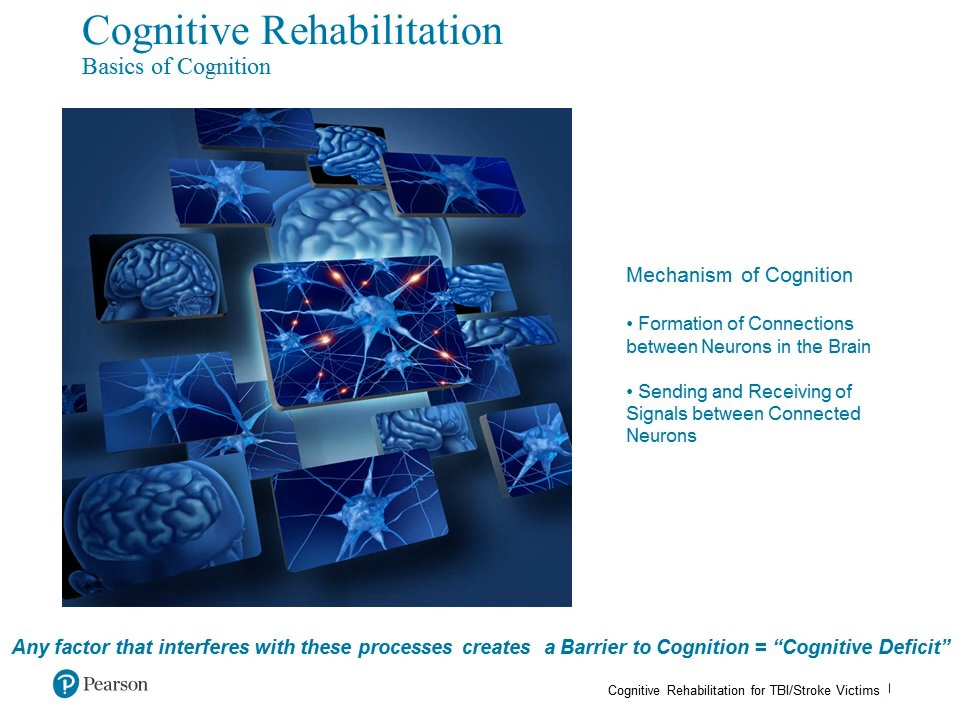 Cognitive Rehabilitation
Basics of Cognition
Mechanism of Cognition
• Formation of Connections
between Neurons in the Brain
• Sending and Receiving of
Signals between Connected
Neurons
Any factor that interferes with these processes creates a Barrier to Cognition = “Cognitive Deficit”
Pearson
Cognitive Rehabilitation for TBI/Stroke Victims |